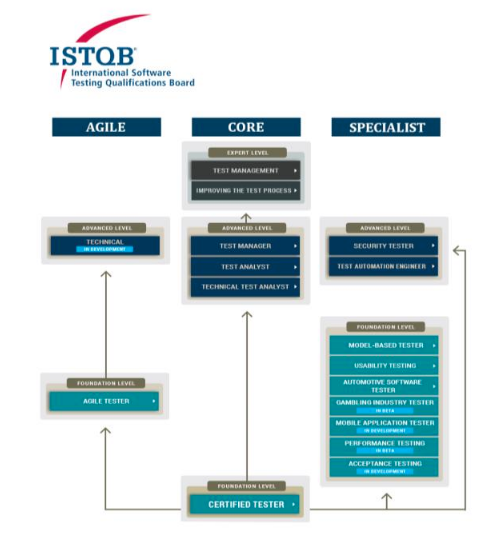 ISTQB
International Software
Testing Qualifications Board
AGILE
CORE
SPECIALIST
EXPERT LEVEL
TEST MANAGEMENT
IMPROVING THE TEST PROCESS
ADVANCED LEVEL
TECHNICAL
IN DEVELOPMENT
ADVANCED LEVEL
TEST MANAGER
TEST ANALYST
TECHNICAL TEST ANALYST
ADVANCED LEVEL
SECURITY TESTER
TEST AUTOMATION ENGINEER
FOUNDATION LEVEL
MODEL-BASED TESTER
USABILITY TESTING
AUTOMOTIVE SOFTWARE
TESTER
GAMBLING INDUSTRY TESTER
IN BETA
MOBILE APPLICATION TESTER
IN DEVELOPMENT
PERFORMANCE TESTING
IN BETA
ACCEPTANCE TESTING
IN DEVELOPMENT
FOUNDATION LEVEL
AGILE TESTER
FOUNDATION LEVEL
CERTIFIED TESTER